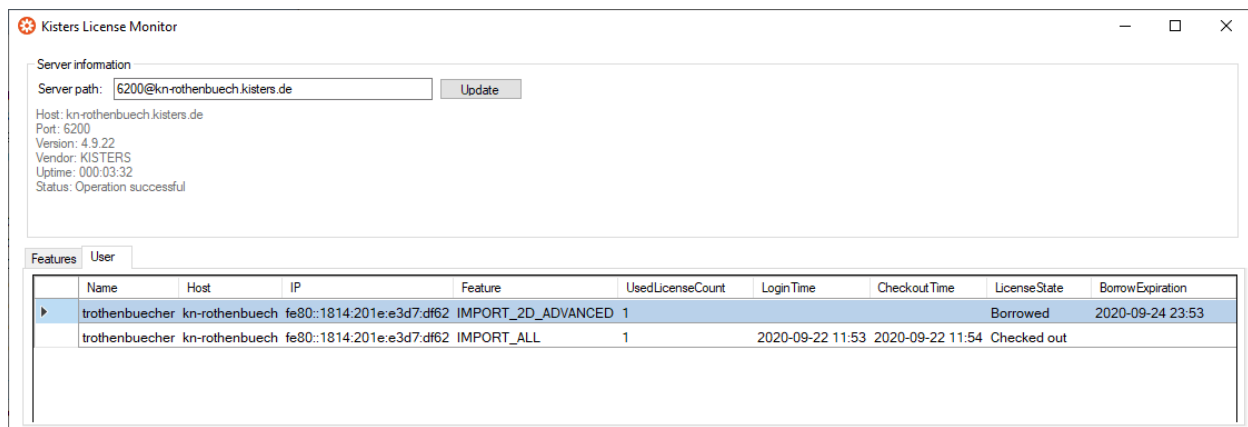 Kisters License Monitor
Server information
Server path: 6200@kn-rothenbuech.kisters.de Update
Host: kn-rothenbuech.kisters.de
Port: 6200
Version: 4.9.22
Vendor: KISTERS
Uptime: 000:03:32
Status: Operation successful
Features User
Name Host IP Feature UsedLicenseCount LoginTime CheckoutTime LicenseState BorrowExpiration
trothenbuecher kn-rothenbuech fe80::1814:201e:e3d7:df62 IMPORT_2D_ADVANCED 1 Borrowed 2020-09-24 23:53
trothenbuecher kn-rothenbuech fe80::1814:201e:e3d7:df62 IMPORT_ALL 1 2020-09-22 11:53 2020-09-22 11:54 Checked out